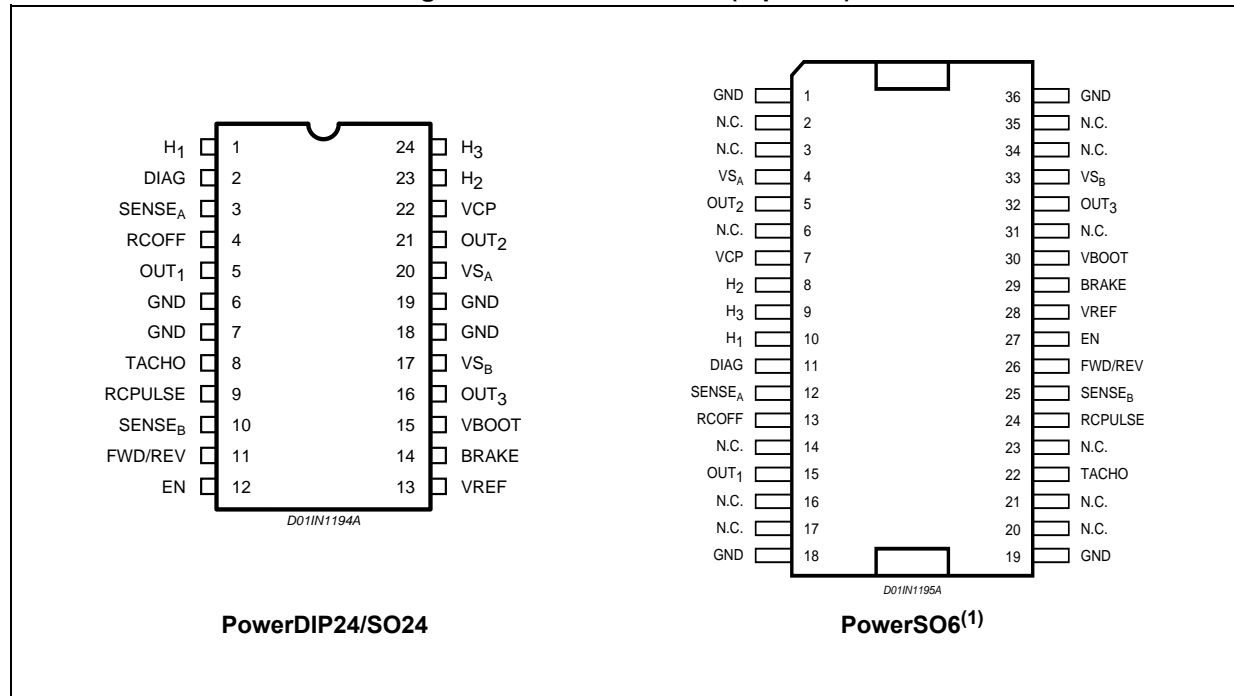 H1 1 24 H3
DIAG 2 23 H2
SENSEA 3 22 VCP
RCOFF 4 21 OUT2
OUT1 5 20 VSA
GND 6 19 GND
GND 7 18 GND
TACHO 8 17 VSB
RCPULSE 9 16 OUT3
SENSEB 10 15 VBOOT
FWD/REV 11 14 BRAKE
EN 12 13 VREF
D01IN1194A
PowerDIP24/SO24
GND 1 36 GND
N.C. 2 35 N.C.
N.C. 3 34 N.C.
VSA 4 33 VSB
OUT2 5 32 OUT3
N.C. 6 31 N.C.
VCP 7 30 VBOOT
H2 8 29 BRAKE
H3 9 28 VREF
H1 10 27 EN
DIAG 11 26 FWD/REV
SENSEA 12 25 SENSEB
RCOFF 13 24 RCPULSE
N.C. 14 23 N.C.
OUT1 15 22 TACHO
N.C. 16 21 N.C.
N.C. 17 20 N.C.
GND 18 19 GND
D01IN1195A
PowerSO6(1)